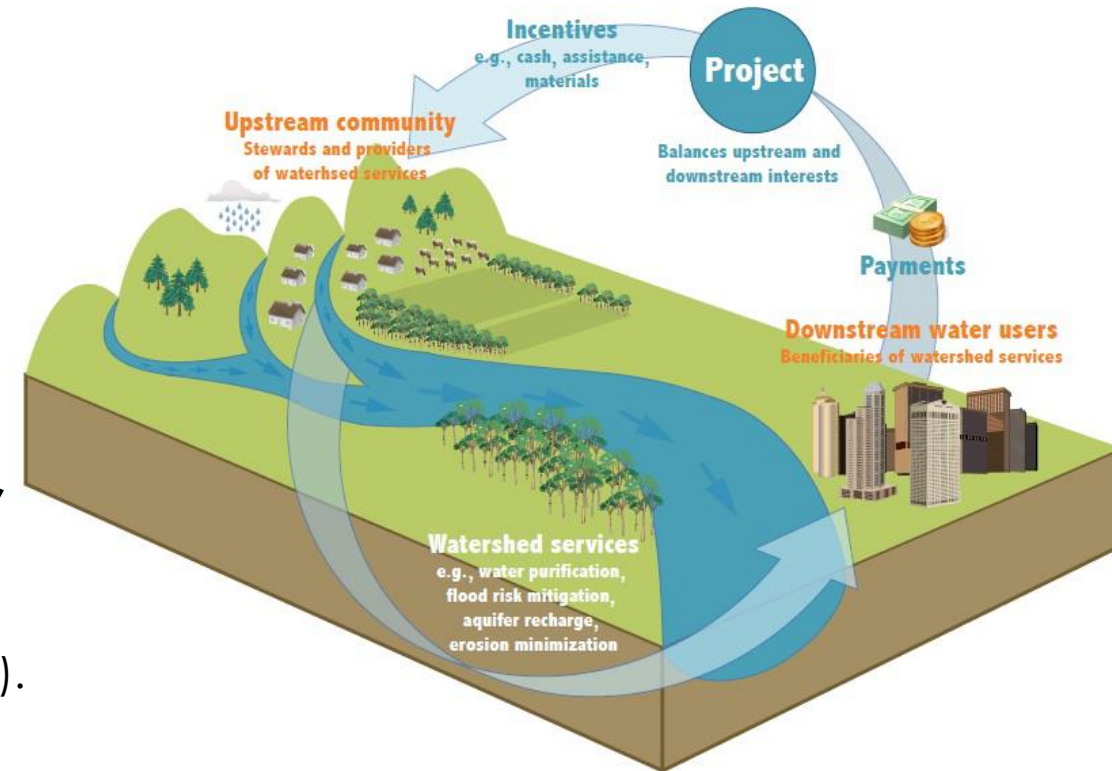 Incentives
e.g., cash, assistance,
materials
Project
Upstream community
Stewards and providers
of waterhsed services
Balances upstream and
downstream interests
Payments
Downstream water users
Beneficiaries of watershed services
Watershed services
e.g., water purification,
flood risk mitigation,
aquifer recharge,
erosion minimization
).